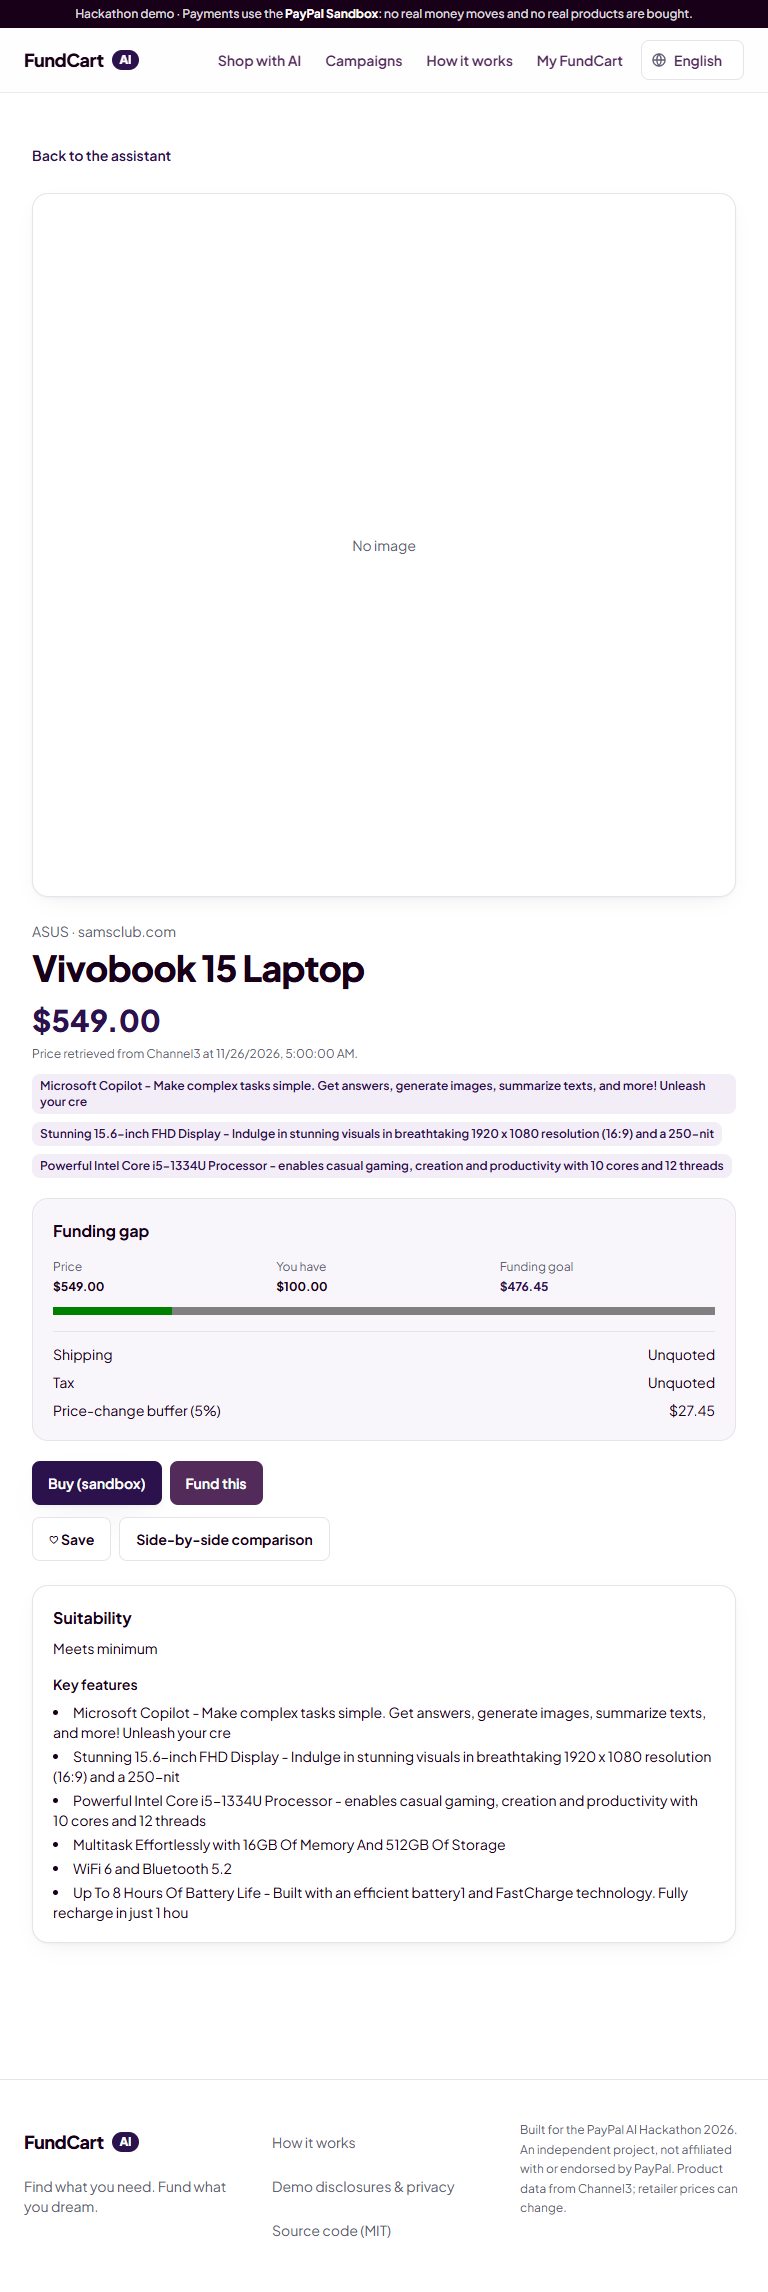 Hackathon demo · Payments use the PayPal Sandbox: no real money moves and no real products are bought.
FundCart AI
Shop with AI
Campaigns
How it works
My FundCart
English
Back to the assistant
No image
ASUS · samsclub.com
Vivobook 15 Laptop
$549.00
Price retrieved from Channel3 at 11/26/2026, 5:00:00 AM.
Microsoft Copilot - Make complex tasks simple. Get answers, generate images, summarize texts, and more! Unleash
your cre
Stunning 15.6-inch FHD Display - Indulge in stunning visuals in breathtaking 1920 x 1080 resolution (16:9) and a 250-nit
Powerful Intel Core i5-1334U Processor - enables casual gaming, creation and productivity with 10 cores and 12 threads
Funding gap
Price
You have
Funding goal
$549.00
$100.00
$476.45
Shipping Unquoted
Tax Unquoted
Price-change buffer (5%) $27.45
Buy (sandbox)
Fund this
♡ Save
Side-by-side comparison
Suitability
Meets minimum
Key features
• Microsoft Copilot - Make complex tasks simple. Get answers, generate images, summarize texts,
and more! Unleash your cre
• Stunning 15.6-inch FHD Display - Indulge in stunning visuals in breathtaking 1920 x 1080 resolution
(16:9) and a 250-nit
• Powerful Intel Core i5-1334U Processor - enables casual gaming, creation and productivity with
10 cores and 12 threads
• Multitask Effortlessly with 16GB Of Memory And 512GB Of Storage
• WiFi 6 and Bluetooth 5.2
• Up To 8 Hours Of Battery Life - Built with an efficient battery1 and FastCharge technology. Fully
recharge in just 1 hou
FundCart AI
Find what you need. Fund what
you dream.
How it works
Demo disclosures & privacy
Source code (MIT)
Built for the PayPal AI Hackathon 2026.
An independent project, not affiliated
with or endorsed by PayPal. Product
data from Channel3; retailer prices can
change.